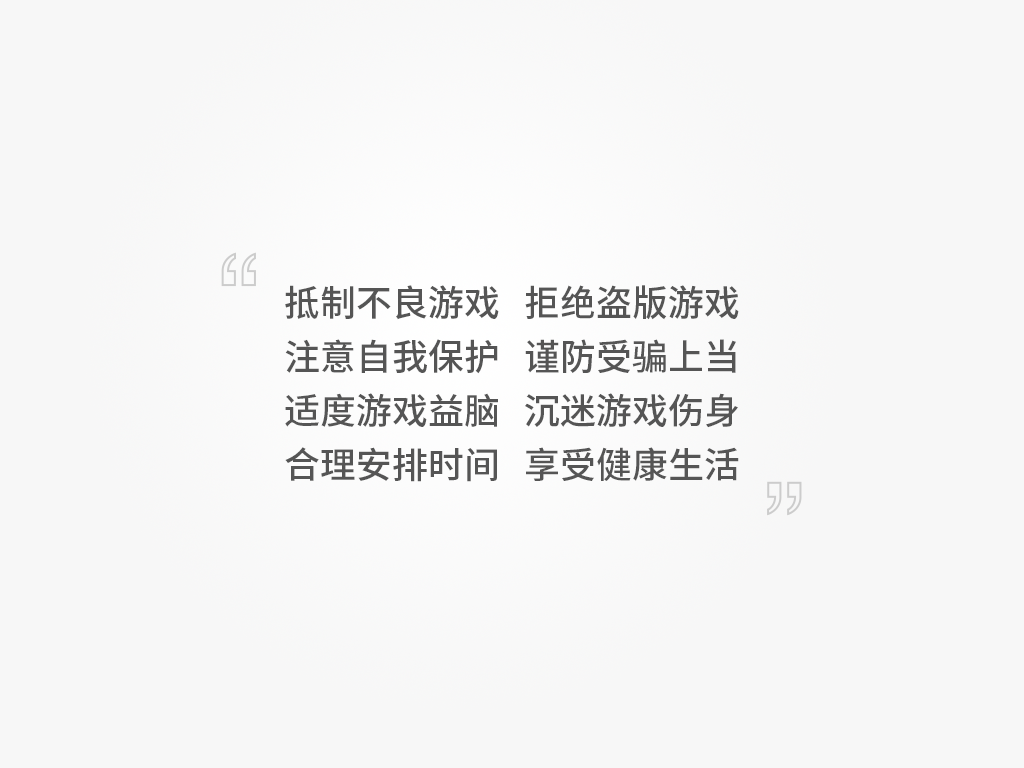 “
抵制不良游戏 拒绝盗版游戏
注意自我保护 谨防受骗上当
适度游戏益脑 沉迷游戏伤身
合理安排时间 享受健康生活
”